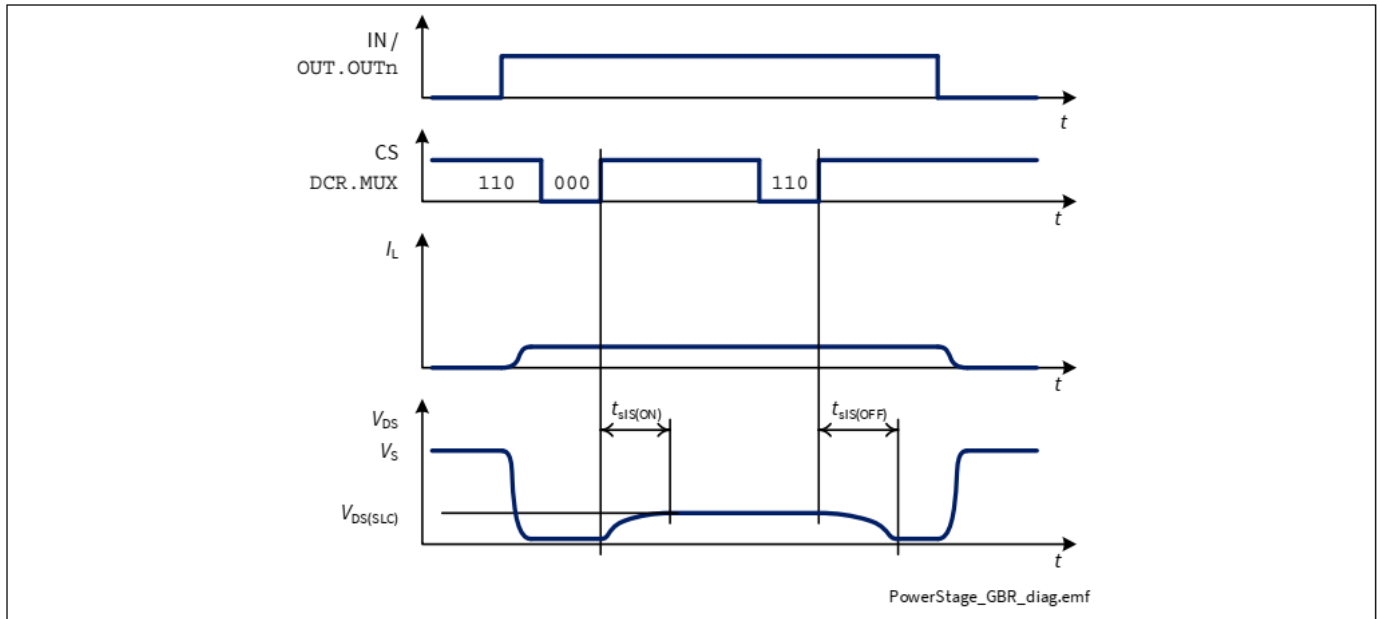 IN /
OUT.OUTn
t
CS
DCR.MUX 110 000 110
t
IL
t
VDS
tsIS(ON) tsIS(OFF)
VS
VDS(SLC)
t
PowerStage_GBR_diag.emf